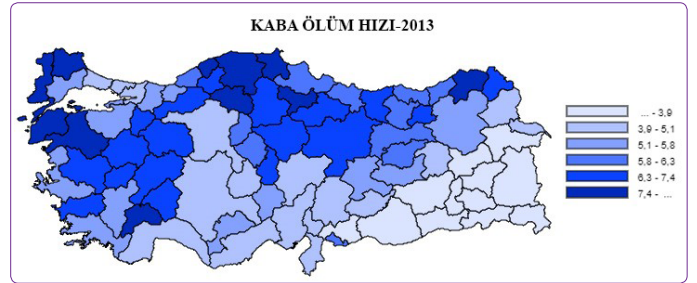 KABA ÖLÜM HIZI-2013
... - 3,9
3,9 - 5,1
5,1 - 5,8
5,8 - 6,3
6,3 - 7,4
7,4 - ...